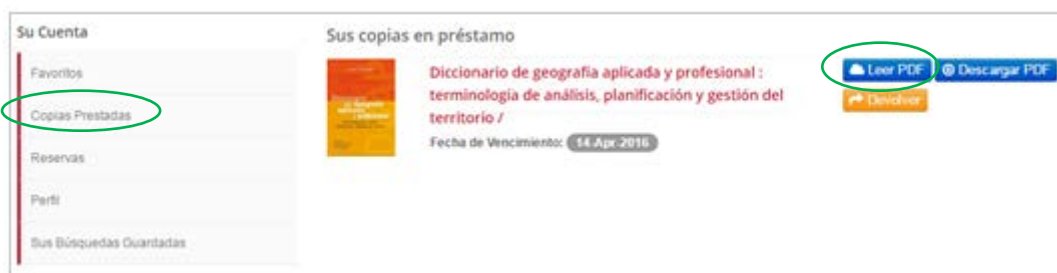 Su Cuenta
Favoritos
Copias Prestadas
Reservas
Perfil
Sus Búsquedas Guardadas
Sus copias en préstamo
Diccionario de geografía aplicada y profesional :
terminología de análisis, planificación y gestión del
territorio /
Fecha de Vencimiento: 14-Apr-2016
Leer PDF
Descargar PDF
Devolver